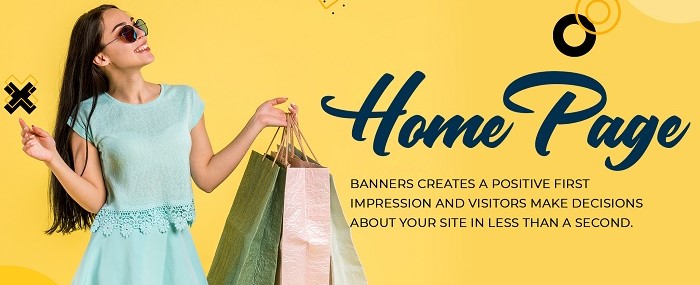 Home Page
BANNERS CREATES A POSITIVE FIRST
IMPRESSION AND VISITORS MAKE DECISIONS
ABOUT YOUR SITE IN LESS THAN A SECOND.